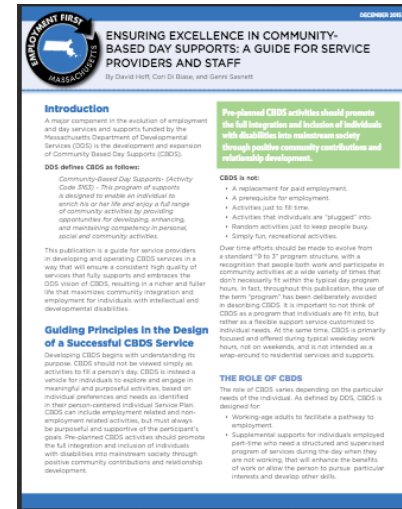 DECEMBER 2015
EMPLOYMENT FIRST
MASSACHUSETTS
ENSURING EXCELLENCE IN COMMUNITY-
BASED DAY SUPPORTS: A GUIDE FOR SERVICE
PROVIDERS AND STAFF
By David Hoff, Cori Di Biase, and Genni Sasnett
Introduction
A major component in the evolution of employment
and day services and supports funded by the
Massachusetts Department of Developmental
Services (DDS) is the development and expansion
of Community Based Day Supports (CBDS).
DDS defines CBDS as follows:
Community-Based Day Supports- (Activity
Code 3163) - This program of supports
is designed to enable an individual to
enrich his or her life and enjoy a full range
of community activities by providing
opportunities for developing, enhancing,
and maintaining competency in personal,
social and community activities.
This publication is a guide for service providers
in developing and operating CBDS services in a
way that will ensure a consistent high quality of
services that fully supports and embraces the
DDS vision of CBDS, resulting in a richer and fuller
life that maximizes community integration and
employment for individuals with intellectual and
developmental disabilities.
Guiding Principles in the Design
of a Successful CBDS Service
Developing CBDS begins with understanding its
purpose. CBDS should not be viewed simply as
activities to fill a person's day. CBDS is instead a
vehicle for individuals to explore and engage in
meaningful and purposeful activities, based on
individual preferences and needs as identified
in their person-centered Individual Service Plan.
CBDS can include employment related and non-
employment related activities, but must always
be purposeful and supportive of the participant's
goals. Pre-planned CBDS activities should promote
the full integration and inclusion of individuals
with disabilities into mainstream society through
positive community contributions and relationship
development.
Pre-planned CBDS activities should promote
the full integration and inclusion of individuals
with disabilities into mainstream society
through positive community contributions and
relationship development.
CBDS is not:
• A replacement for paid employment.
• A prerequisite for employment.
• Activities just to fill time.
• Activities that individuals are "plugged" into.
• Random activities just to keep people busy.
• Simply fun, recreational activities.
Over time efforts should be made to evolve from
a standard "9 to 3" program structure, with a
recognition that people both work and participate in
community activities at a wide variety of times that
don't necessarily fit within the typical day program
hours. In fact, throughout this publication, the use of
the term "program" has been deliberately avoided
in describing CBDS. It is important to not think of
CBDS as a program that individuals are fit into, but
rather as a flexible support service customized to
individual needs. At the same time, CBDS is primarily
focused and offered during typical weekday work
hours, not on weekends, and is not intended as a
wrap-around to residential services and supports.
THE ROLE OF CBDS
The role of CBDS varies depending on the particular
needs of the individual. As defined by DDS, CBDS is
designed for:
• Working-age adults to facilitate a pathway to
employment.
• Supplemental supports for individuals employed
part-time who need a structured and supervised
program of services during the day when they
are not working, that will enhance the benefits
of work or allow the person to pursue particular
interests and develop other skills.